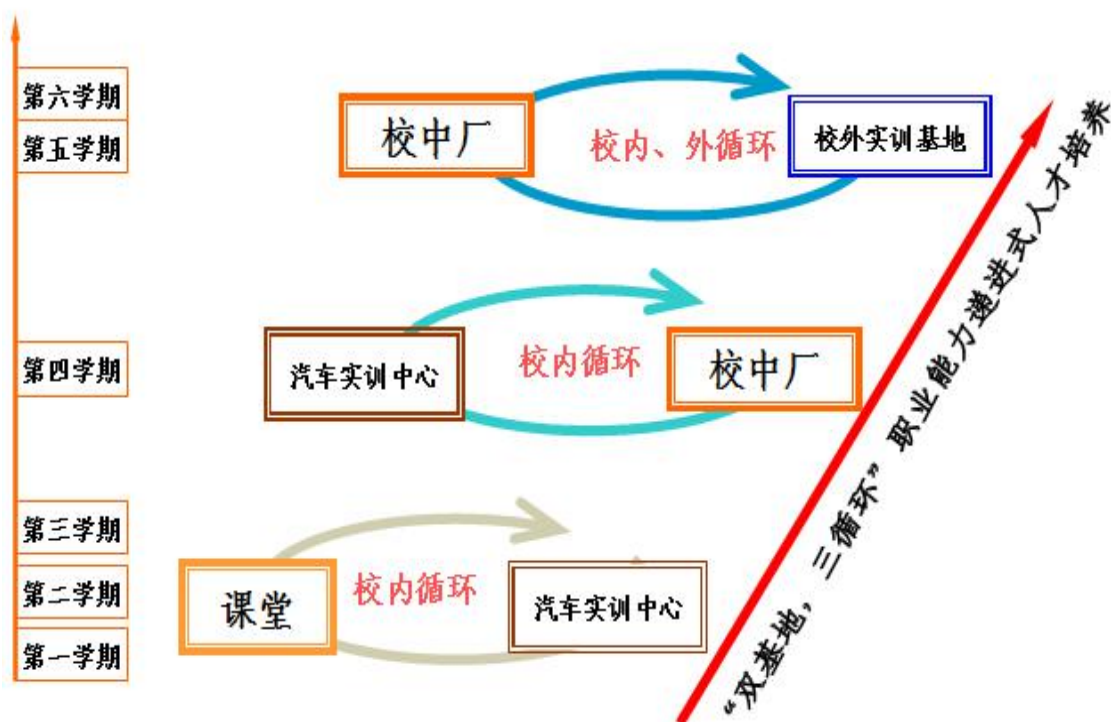 第六学期
校中厂
校内、外循环
校外实训基地
第五学期
第四学期
汽车实训中心
校内循环
校中厂
第三学期
第二学期
课堂
校内循环
汽车实训中心
第一学期
“双基地，三循环”职业能力递进式人才培养